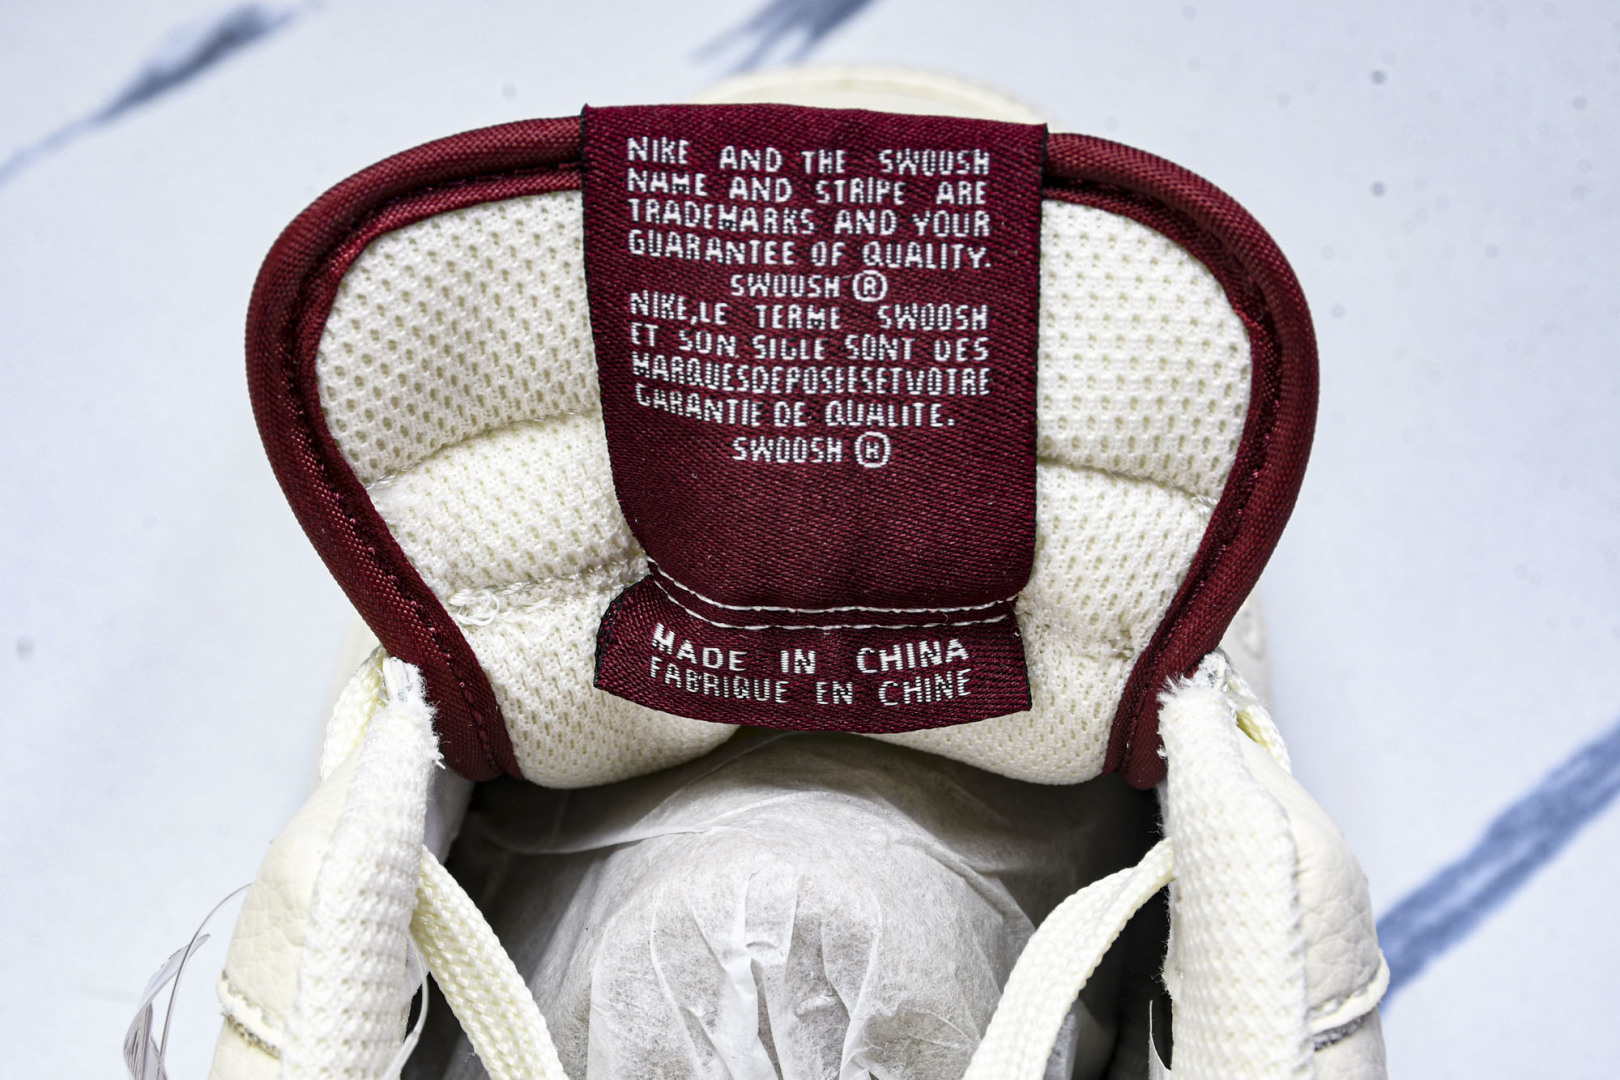 NIKE AND THE SWOOSH
NAME AND STRIPE ARE
TRADEMARKS AND YOUR
GUARANTEE OF QUALITY.
SWOOSH ®
NIKE,LE TERME SWOOSH
ET SON SIGLE SONT DES
MARQUESDEPOSEESETVOTRE
GARANTIE DE QUALITE.
SWOOSH ®
MADE IN CHINA
FABRIQUE EN CHINE